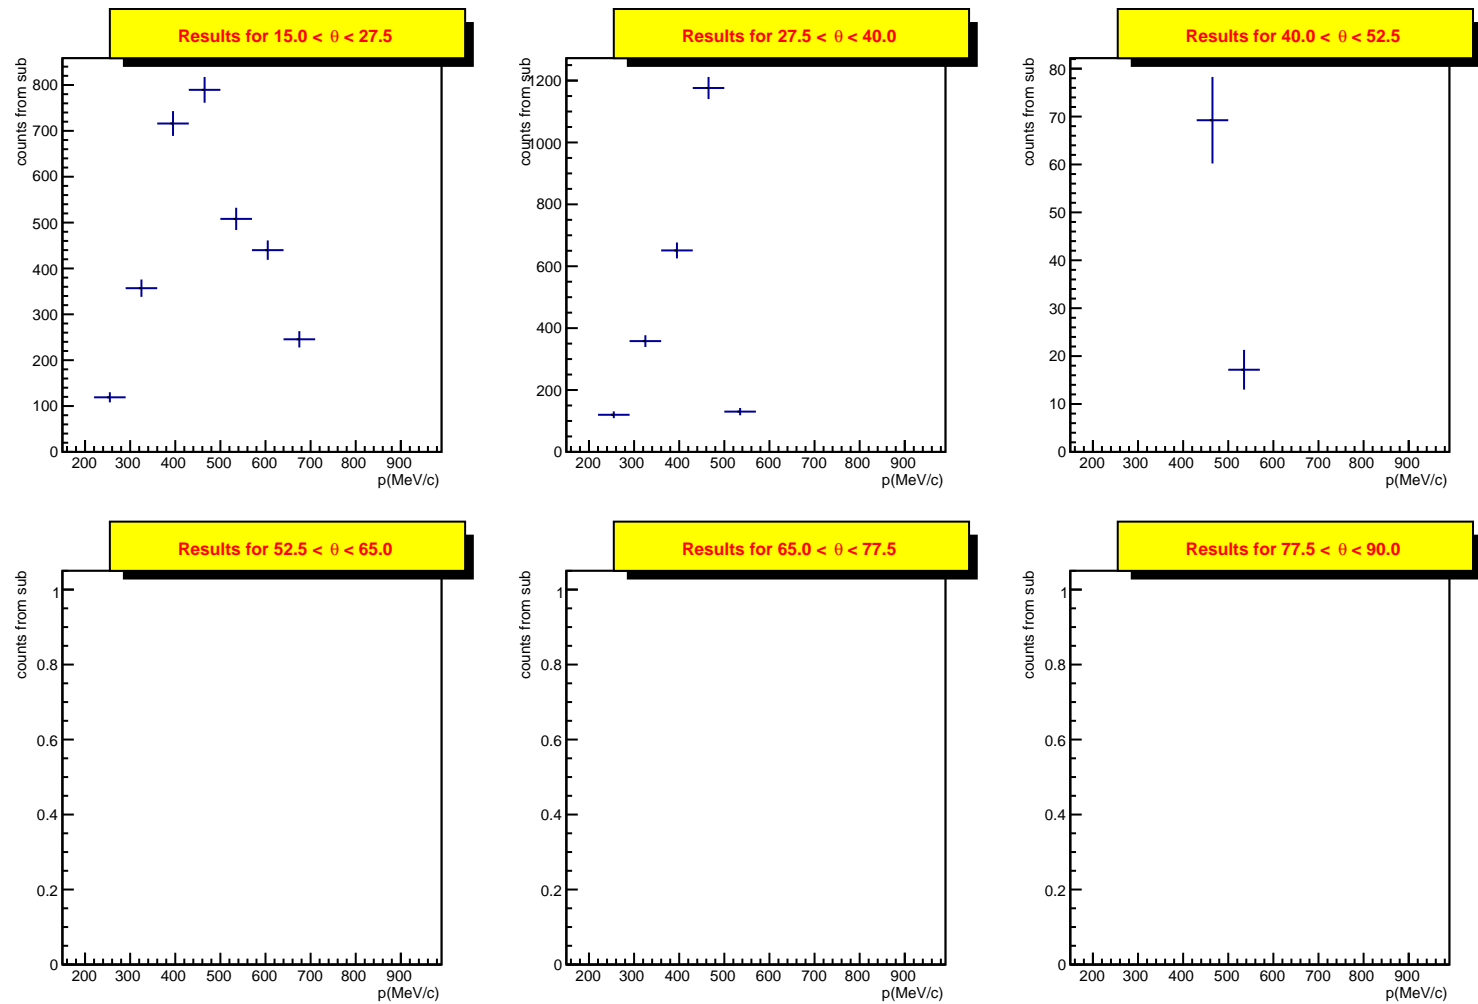 Results for 15.0 < θ < 27.5
counts from sub
800
700
600
500
400
300
200
100
0
200 300 400 500 600 700 800 900
p(MeV/c)
Results for 27.5 < θ < 40.0
counts from sub
1200
1000
800
600
400
200
0
200 300 400 500 600 700 800 900
p(MeV/c)
Results for 40.0 < θ < 52.5
counts from sub
80
70
60
50
40
30
20
10
0
200 300 400 500 600 700 800 900
p(MeV/c)
Results for 52.5 < θ < 65.0
counts from sub
1
0.8
0.6
0.4
0.2
0
200 300 400 500 600 700 800 900
p(MeV/c)
Results for 65.0 < θ < 77.5
counts from sub
1
0.8
0.6
0.4
0.2
0
200 300 400 500 600 700 800 900
p(MeV/c)
Results for 77.5 < θ < 90.0
counts from sub
1
0.8
0.6
0.4
0.2
0
200 300 400 500 600 700 800 900
p(MeV/c)